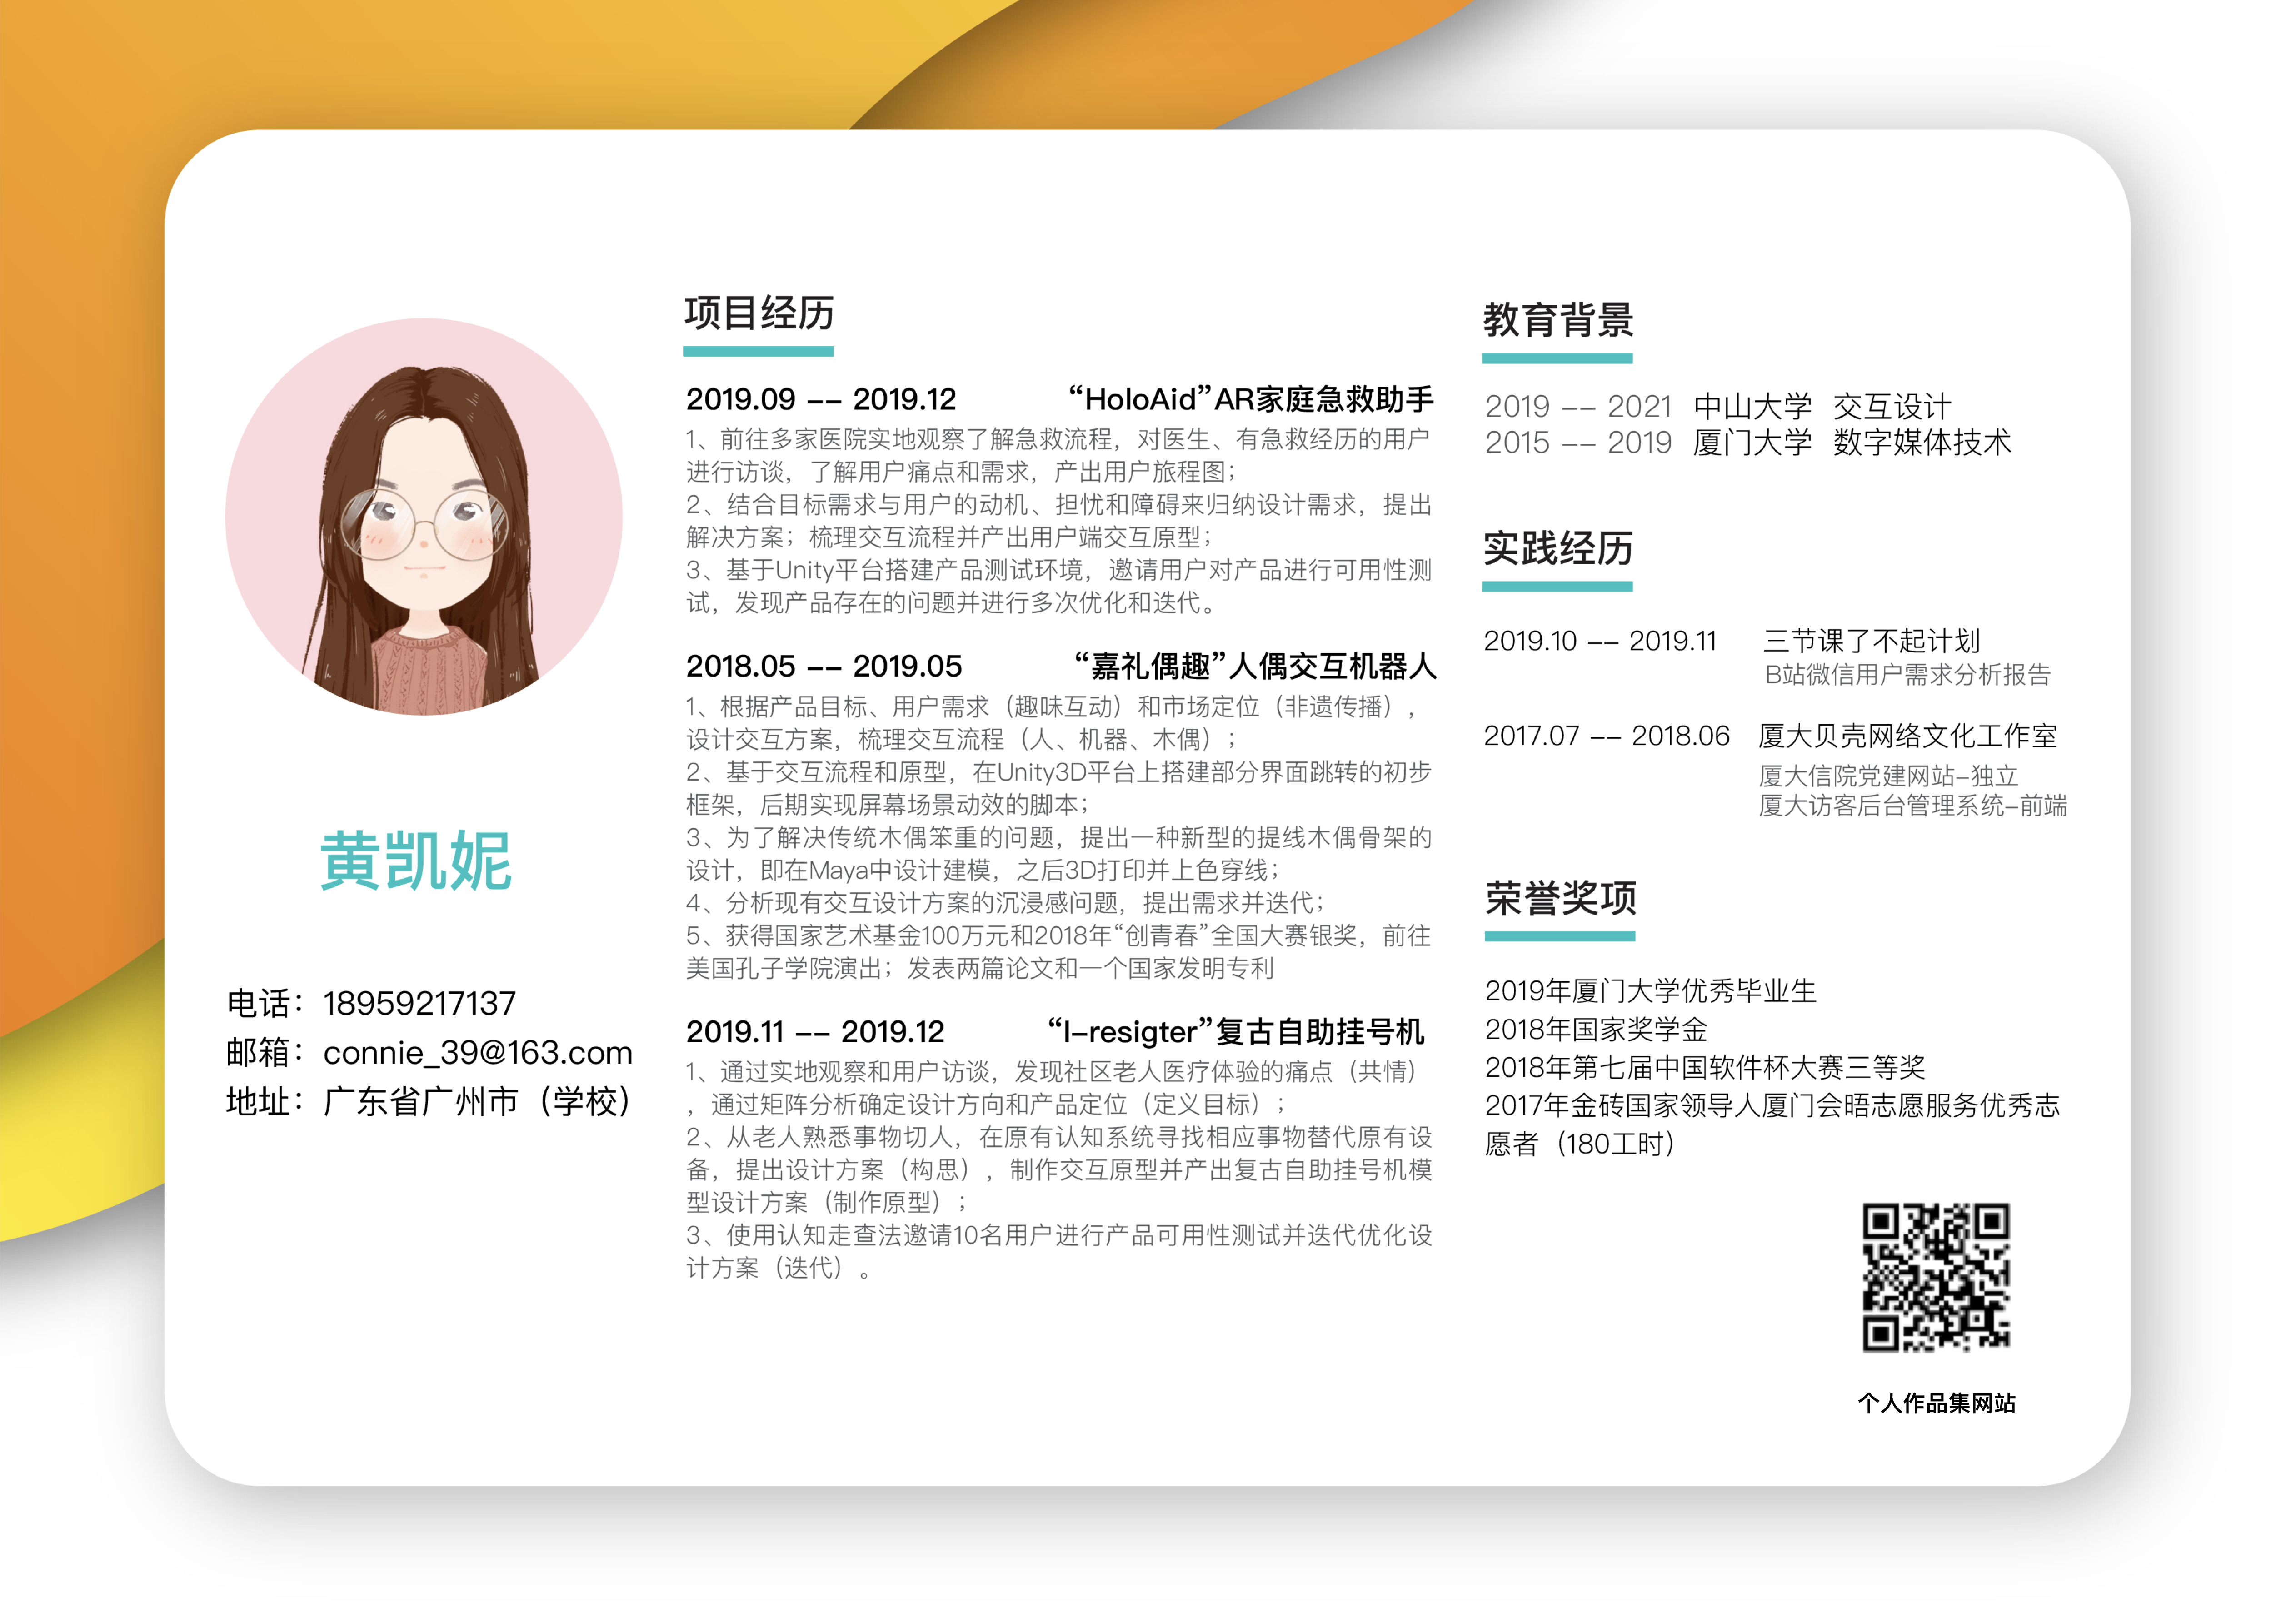 黄凯妮
电话：18959217137
邮箱：connie_39@163.com
地址：广东省广州市（学校）
项目经历
2019.09 -- 2019.12 “HoloAid”AR家庭急救助手
1、前往多家医院实地观察了解急救流程，对医生、有急救经历的用户
进行访谈，了解用户痛点和需求，产出用户旅程图；
2、结合目标需求与用户的动机、担忧和障碍来归纳设计需求，提出
解决方案；梳理交互流程并产出用户端交互原型；
3、基于Unity平台搭建产品测试环境，邀请用户对产品进行可用性测
试，发现产品存在的问题并进行多次优化和迭代。
2018.05 -- 2019.05 “嘉礼偶趣”人偶交互机器人
1、根据产品目标、用户需求（趣味互动）和市场定位（非遗传播），
设计交互方案，梳理交互流程（人、机器、木偶）；
2、基于交互流程和原型，在Unity3D平台上搭建部分界面跳转的初步
框架，后期实现屏幕场景动效的脚本；
3、为了解决传统木偶笨重的问题，提出一种新型的提线木偶骨架的
设计，即在Maya中设计建模，之后3D打印并上色穿线；
4、分析现有交互设计方案的沉浸感问题，提出需求并迭代；
5、获得国家艺术基金100万元和2018年“创青春”全国大赛银奖，前往
美国孔子学院演出；发表两篇论文和一个国家发明专利
2019.11 -- 2019.12 “I-resigter”复古自助挂号机
1、通过实地观察和用户访谈，发现社区老人医疗体验的痛点（共情）
，通过矩阵分析确定设计方向和产品定位（定义目标）；
2、从老人熟悉事物切人，在原有认知系统寻找相应事物替代原有设
备，提出设计方案（构思），制作交互原型并产出复古自助挂号机模
型设计方案（制作原型）；
3、使用认知走查法邀请10名用户进行产品可用性测试并迭代优化设
计方案（迭代）。
教育背景
2019 -- 2021 中山大学 交互设计
2015 -- 2019 厦门大学 数字媒体技术
实践经历
2019.10 -- 2019.11 三节课了不起计划
B站微信用户需求分析报告
2017.07 -- 2018.06 厦大贝壳网络文化工作室
厦大信院党建网站-独立
厦大访客后台管理系统-前端
荣誉奖项
2019年厦门大学优秀毕业生
2018年国家奖学金
2018年第七届中国软件杯大赛三等奖
2017年金砖国家领导人厦门会晤志愿服务优秀志
愿者（180工时）
个人作品集网站